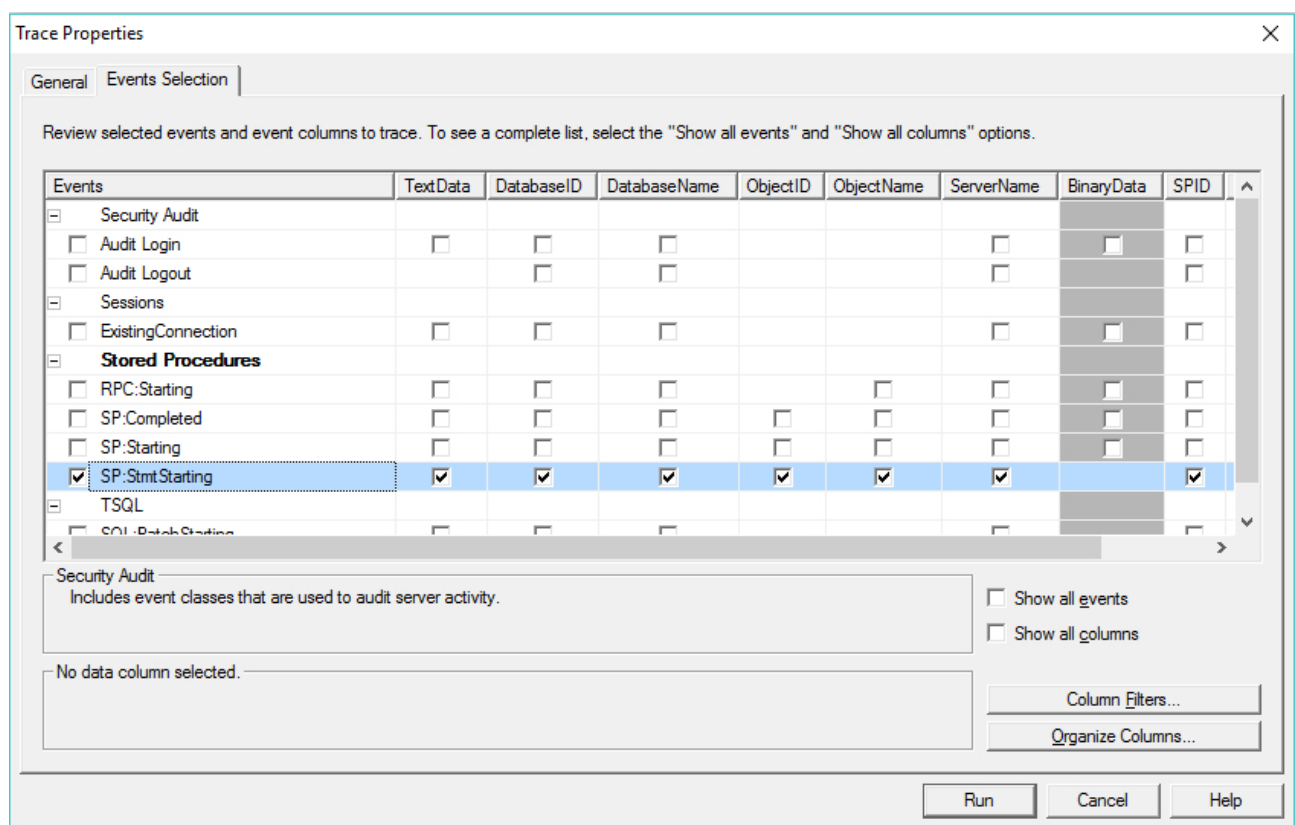 Trace Properties
General Events Selection
Review selected events and event columns to trace. To see a complete list, select the "Show all events" and "Show all columns" options.
Events TextData DatabaseID DatabaseName ObjectID ObjectName ServerName BinaryData SPID
Security Audit
Audit Login
Audit Logout
Sessions
ExistingConnection
Stored Procedures
RPC:Starting
SP:Completed
SP:Starting
SP:StmtStarting
TSQL
SQL:BatchStarting
Security Audit
Includes event classes that are used to audit server activity.
Show all events
Show all columns
No data column selected.
Column Filters...
Organize Columns...
Run Cancel Help